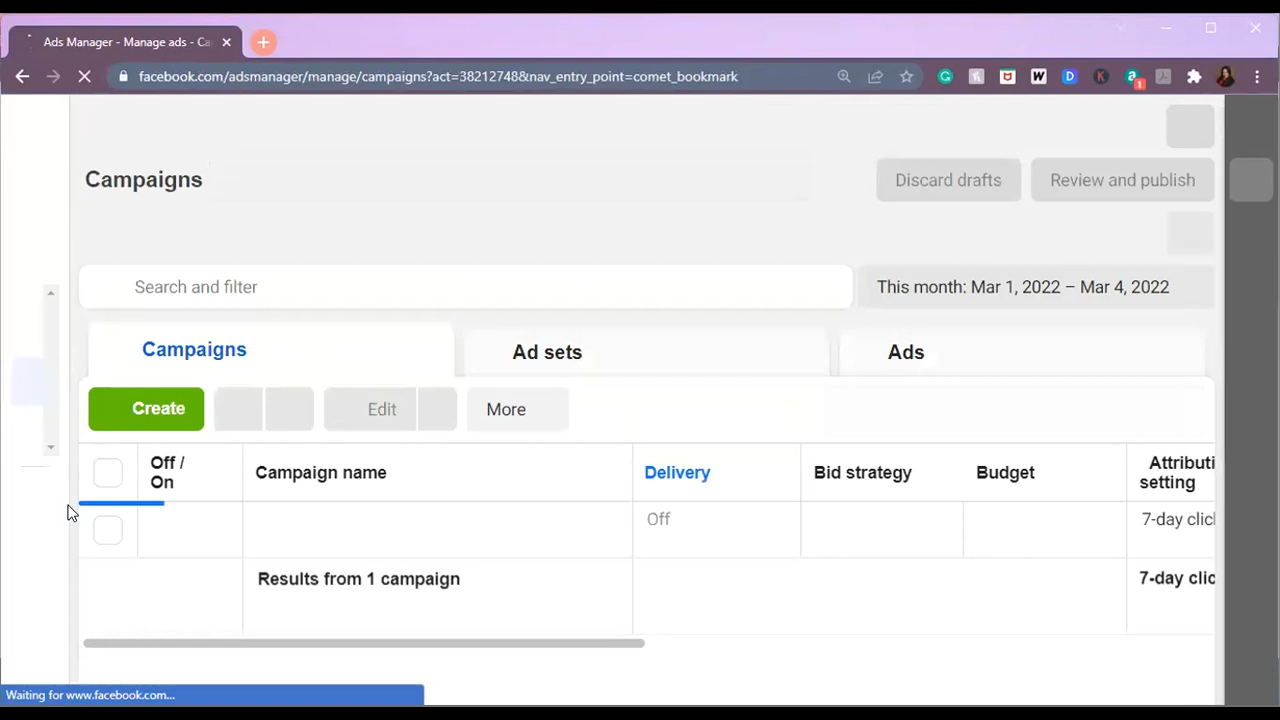 Ads Manager - Manage ads - Ca
facebook.com/adsmanager/manage/campaigns?act=38212748&nav_entry_point=comet_bookmark
Campaigns
Discard drafts
Review and publish
Search and filter
This month: Mar 1, 2022 – Mar 4, 2022
Campaigns
Ad sets
Ads
Create
Edit
More
Off /
On
Campaign name
Delivery
Bid strategy
Budget
Attributi
setting
Off
7-day clic
Results from 1 campaign
7-day clic
Waiting for www.facebook.com...